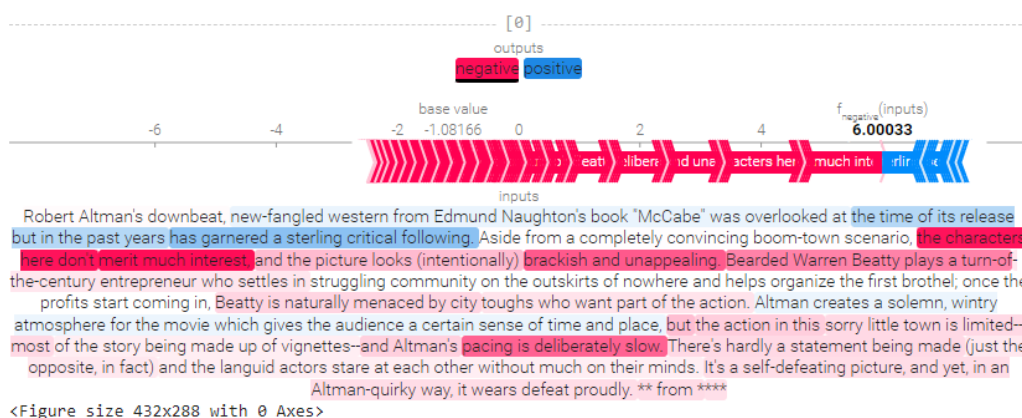 [0]
outputs
negative positive
base value f_negative(inputs)
-6 -4 -2 -1.08166 0 2 4 6.00033
eatt elibera nd una acters her much inte erlin
inputs
Robert Altman's downbeat, new-fangled western from Edmund Naughton's book "McCabe" was overlooked at the time of its release
but in the past years has garnered a sterling critical following. Aside from a completely convincing boom-town scenario, the characters
here don't merit much interest, and the picture looks (intentionally) brackish and unappealing. Bearded Warren Beatty plays a turn-of-
the-century entrepreneur who settles in struggling community on the outskirts of nowhere and helps organize the first brothel; once the
profits start coming in, Beatty is naturally menaced by city toughs who want part of the action. Altman creates a solemn, wintry
atmosphere for the movie which gives the audience a certain sense of time and place, but the action in this sorry little town is limited--
most of the story being made up of vignettes--and Altman's pacing is deliberately slow. There's hardly a statement being made (just the
opposite, in fact) and the languid actors stare at each other without much on their minds. It's a self-defeating picture, and yet, in an
Altman-quirky way, it wears defeat proudly. ** from ****
<Figure size 432x288 with 0 Axes>